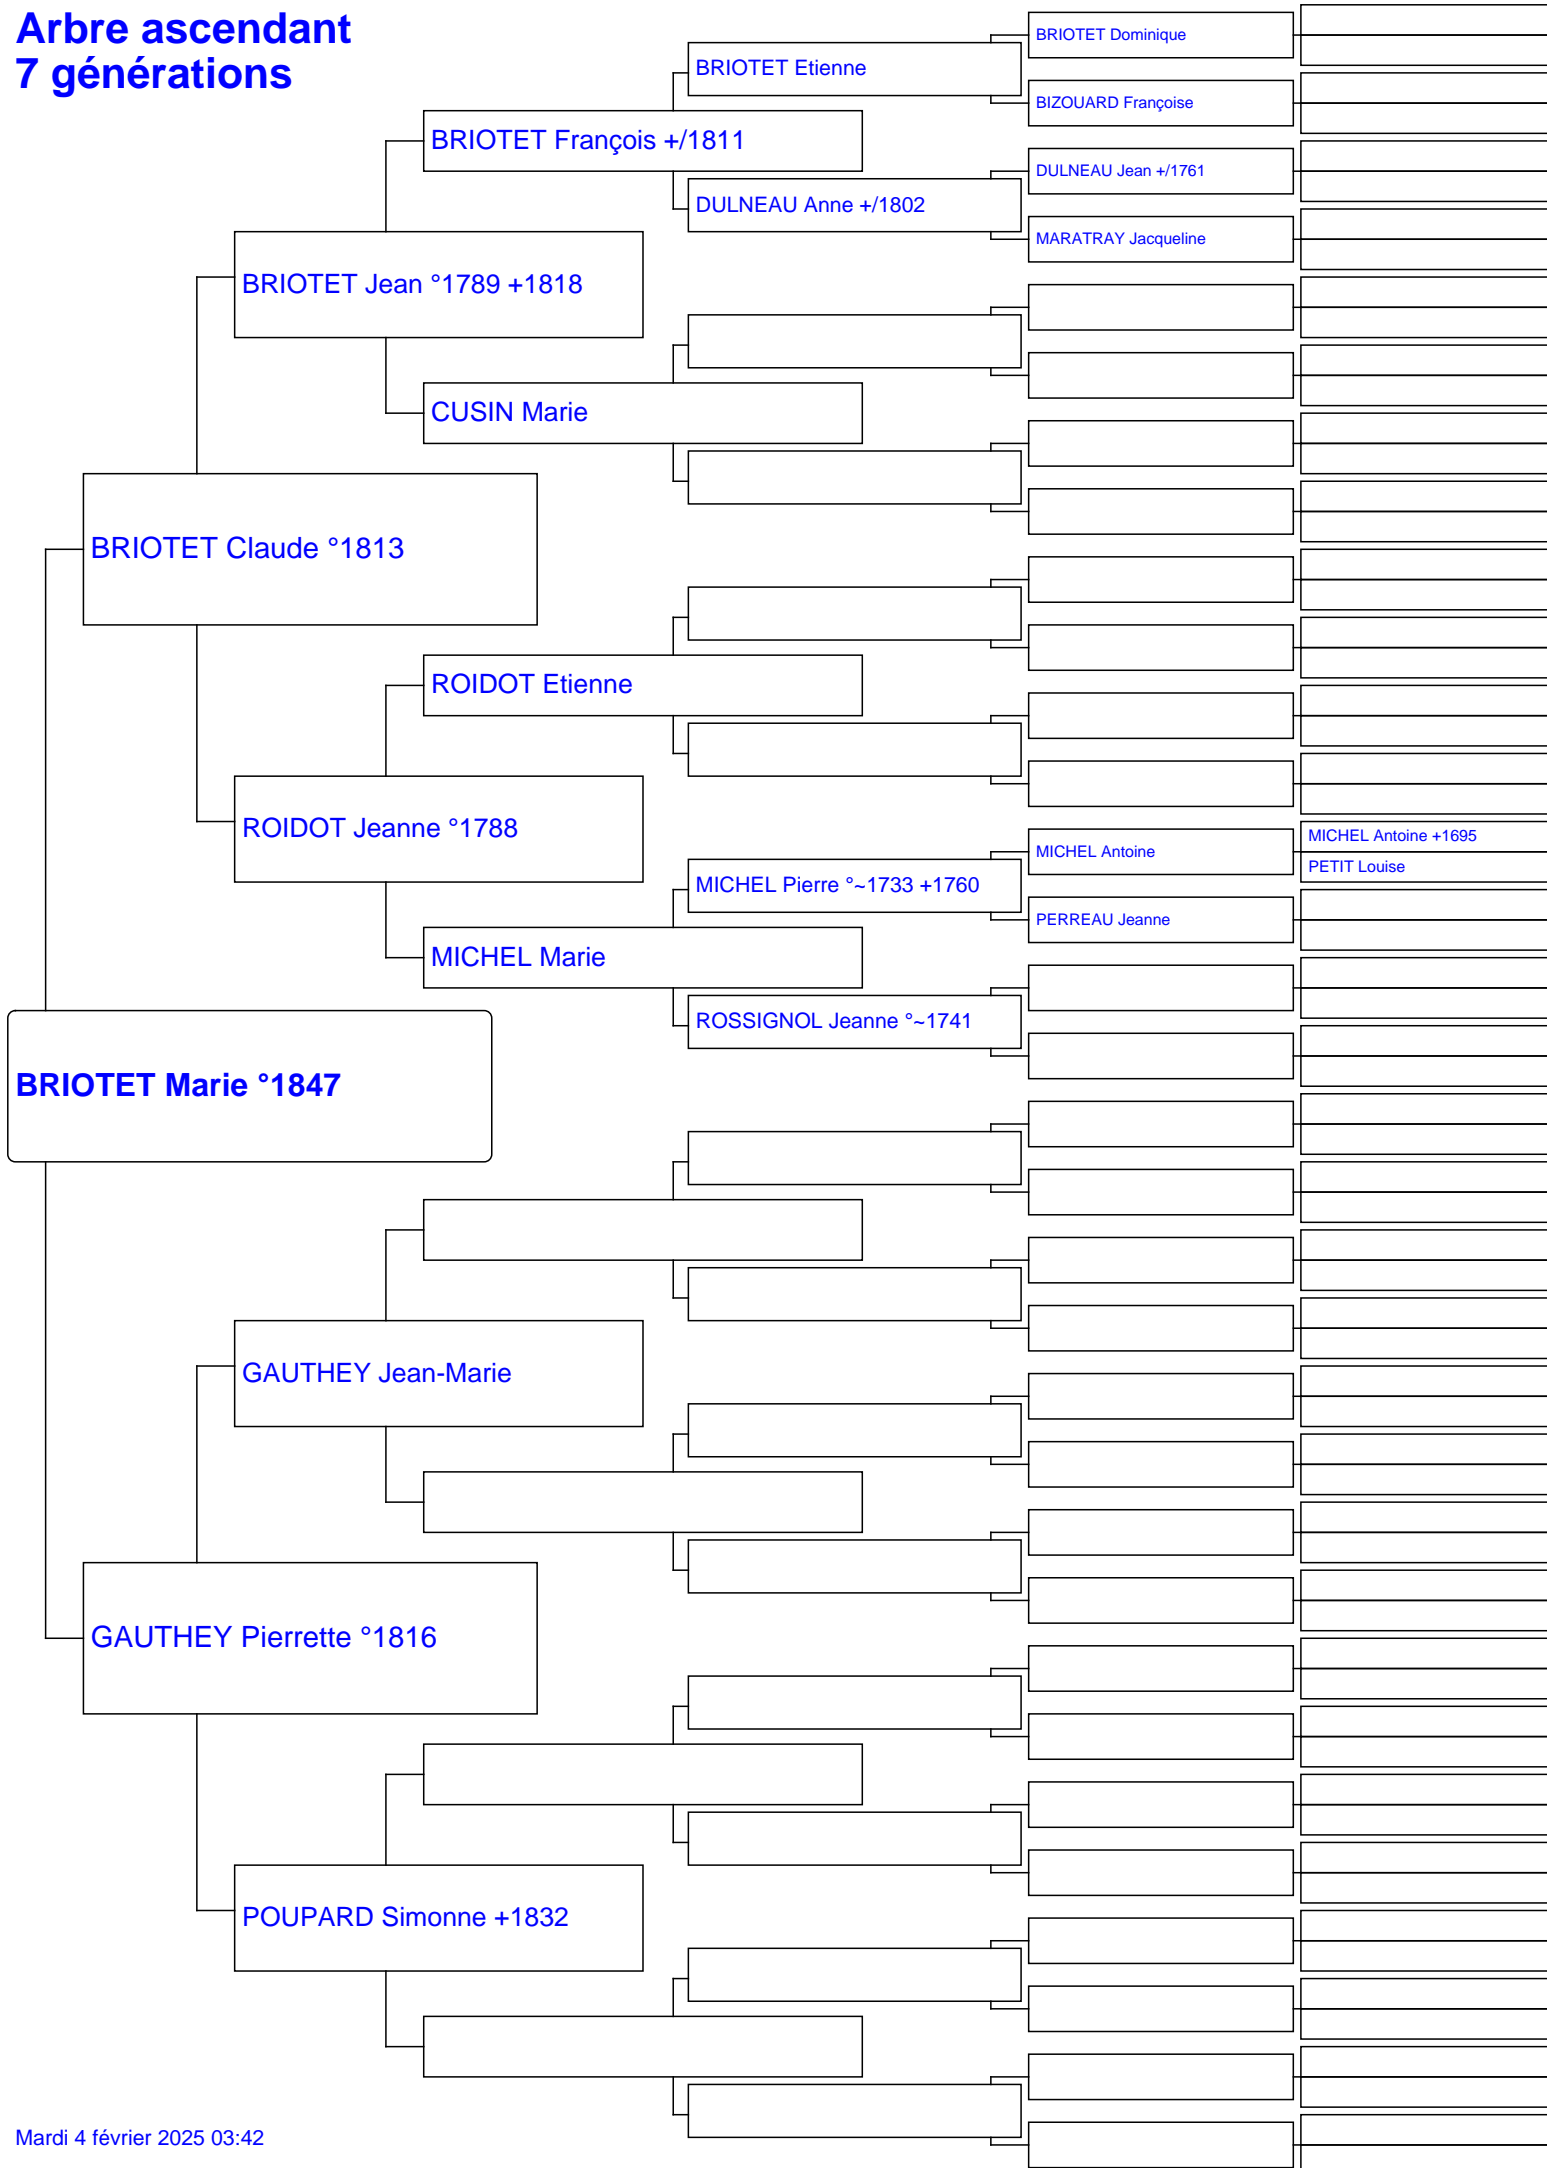 Arbre ascendant
7 générations
BRIOTET Dominique
BRIOTET Etienne
BIZOUARD Françoise
BRIOTET François +/1811
DULNEAU Jean +/1761
DULNEAU Anne +/1802
MARATRAY Jacqueline
BRIOTET Jean °1789 +1818
CUSIN Marie
BRIOTET Claude °1813
ROIDOT Etienne
ROIDOT Jeanne °1788
MICHEL Antoine +1695
MICHEL Antoine
PETIT Louise
MICHEL Pierre °~1733 +1760
PERREAU Jeanne
MICHEL Marie
ROSSIGNOL Jeanne °~1741
BRIOTET Marie °1847
GAUTHEY Jean-Marie
GAUTHEY Pierrette °1816
POUPARD Simonne +1832
Mardi 4 février 2025 03:42